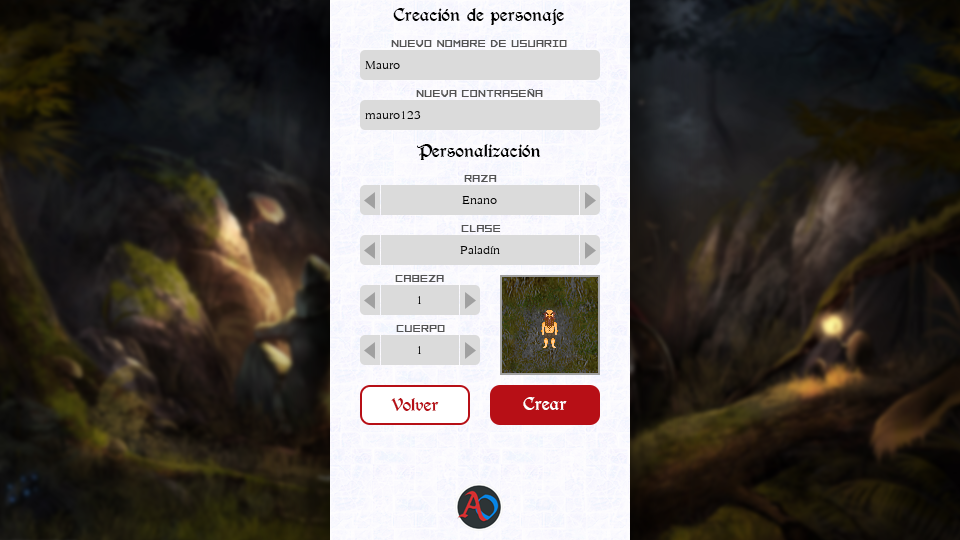 Creación de personaje
NUEVO NOMBRE DE USUARIO
Mauro
NUEVA CONTRASEÑA
mauro123
Personalización
RAZA
Enano
CLASE
Paladín
CABEZA
1
CUERPO
1
Volver
Crear
AO